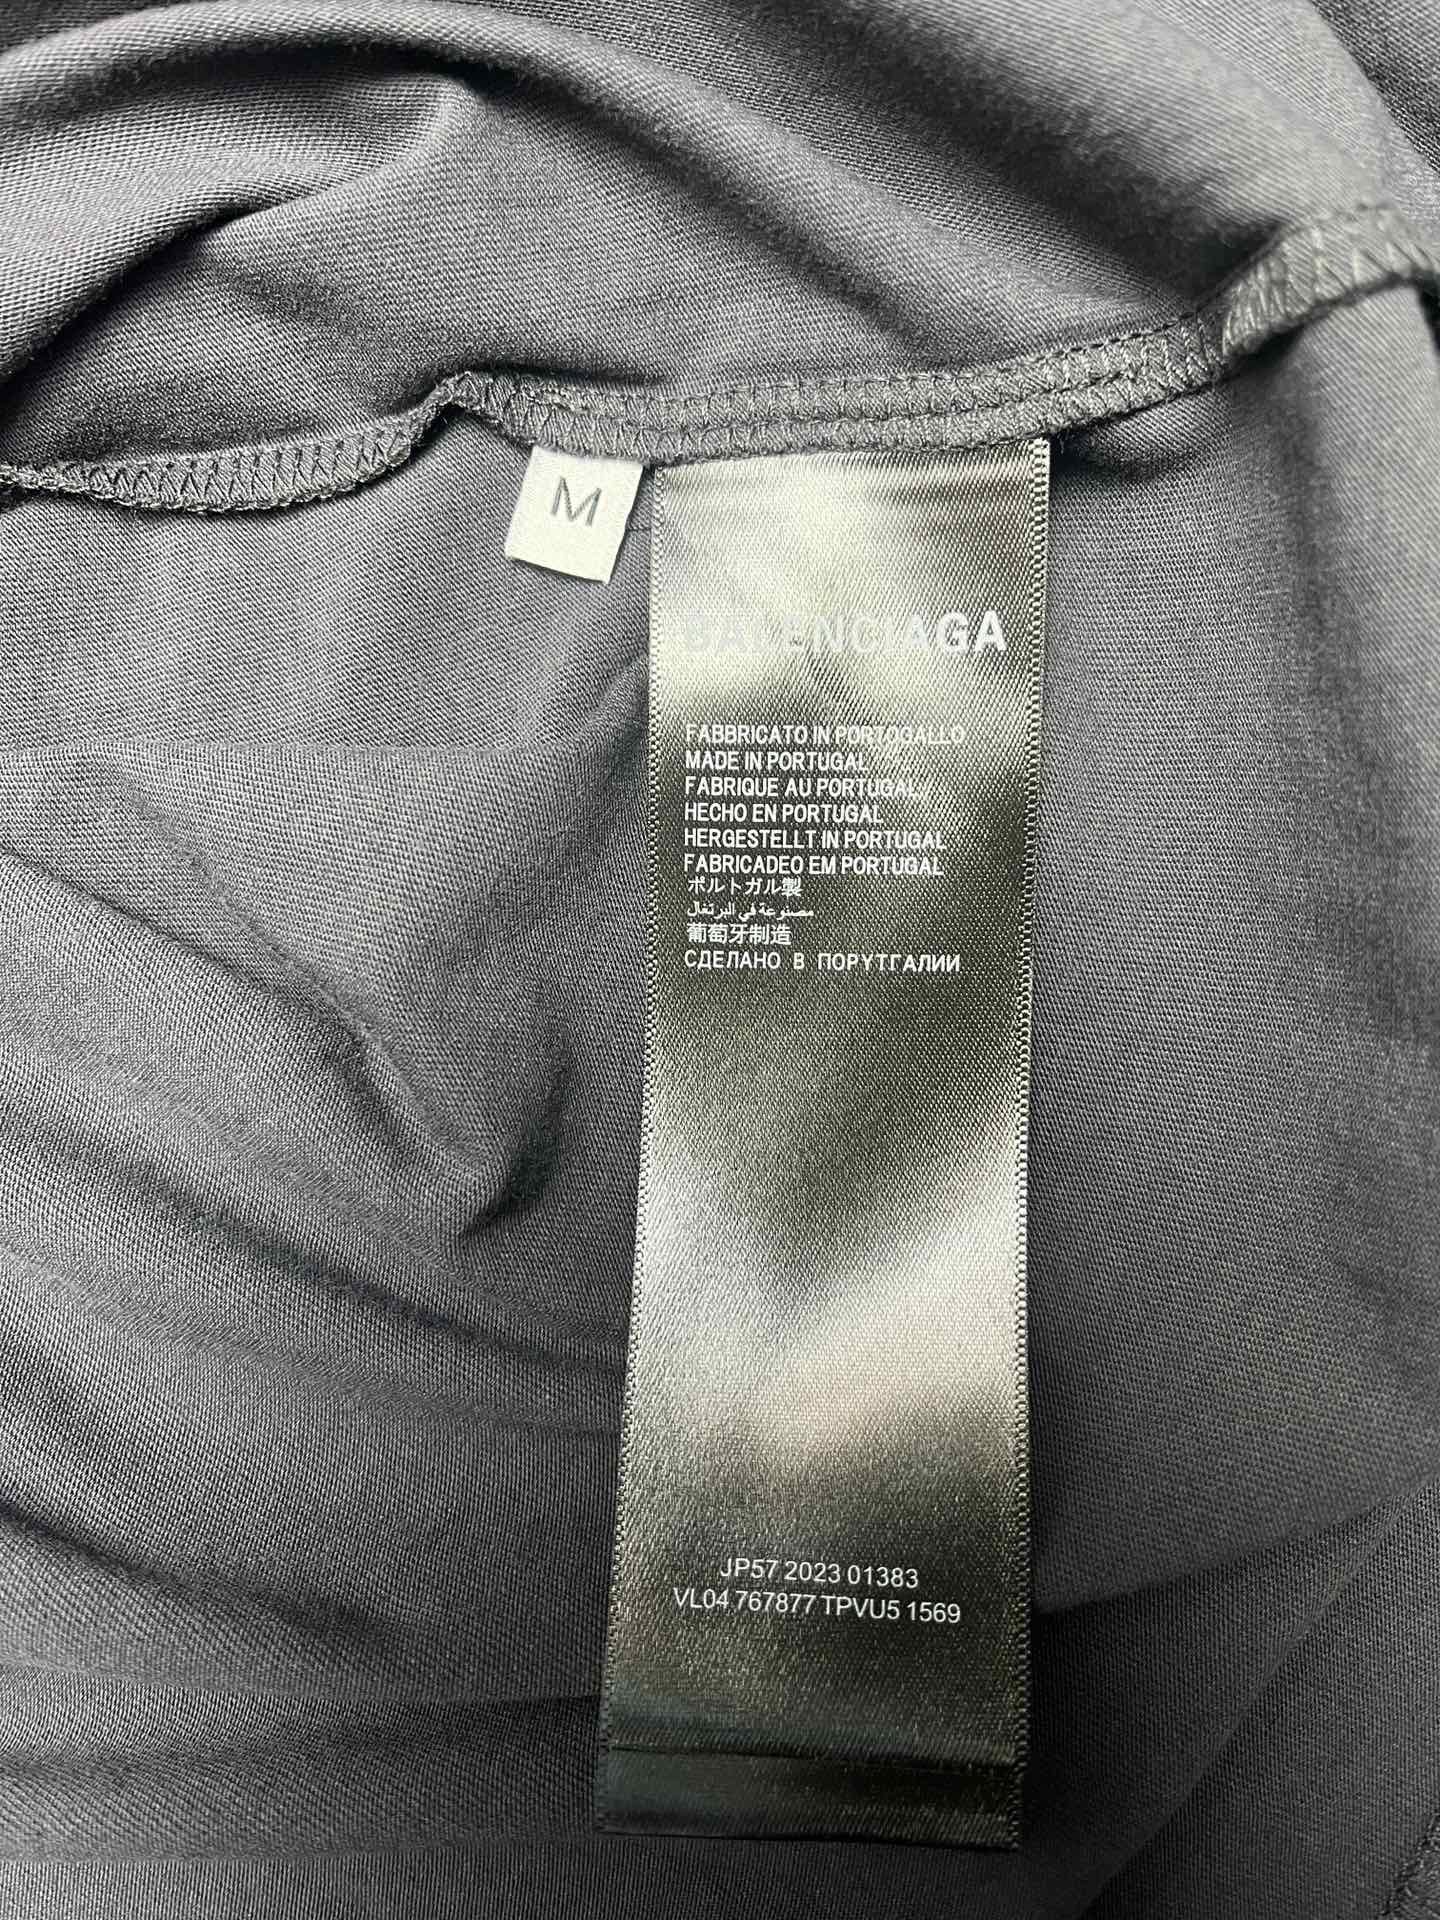 M
BALENCIAGA
FABBRICATO IN PORTOGALLO
MADE IN PORTUGAL
FABRIQUE AU PORTUGAL
HECHO EN PORTUGAL
HERGESTELLT IN PORTUGAL
FABRICADEO EM PORTUGAL
ポルトガル製
مصنوعة في البرتغال
葡萄牙制造
СДЕЛАНО В ПОРУТГАЛИИ
JP57 2023 01383
VL04 767877 TPVU5 1569